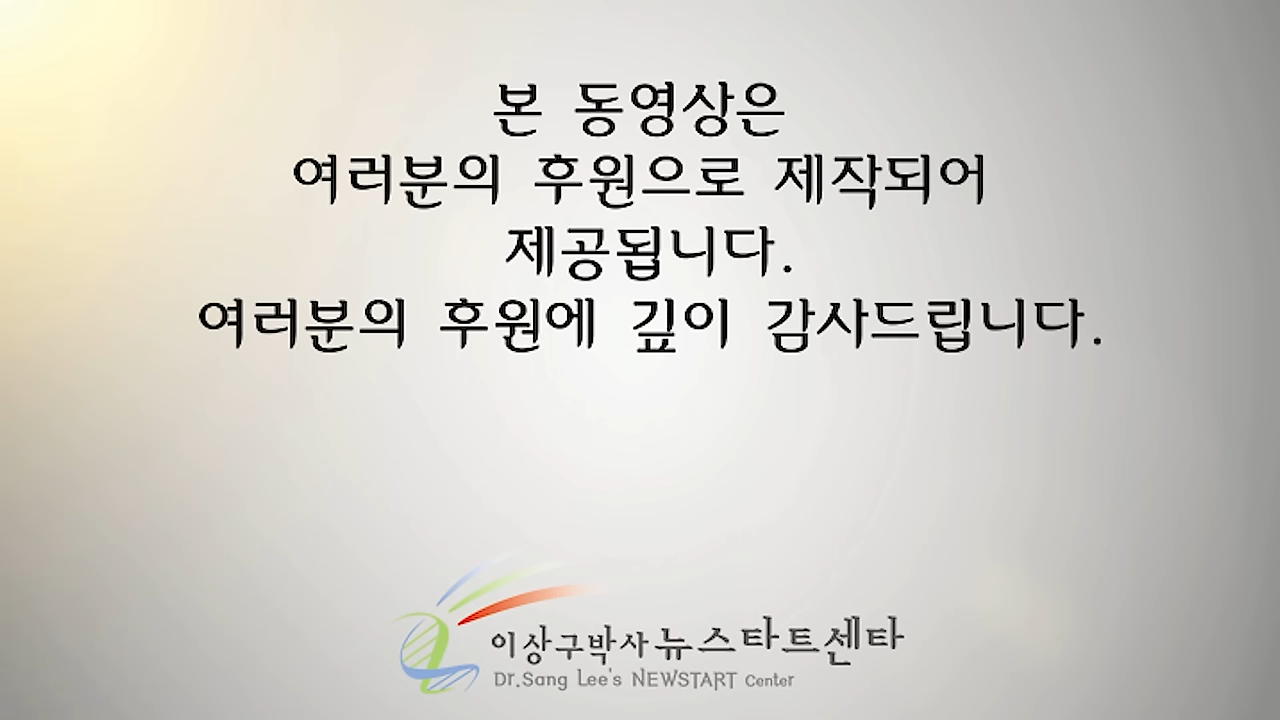 본 동영상은
여러분의 후원으로 제작되어
제공됩니다.
여러분의 후원에 깊이 감사드립니다.
이상구박사 뉴스타트센타
Dr.Sang Lee's NEWSTART Center